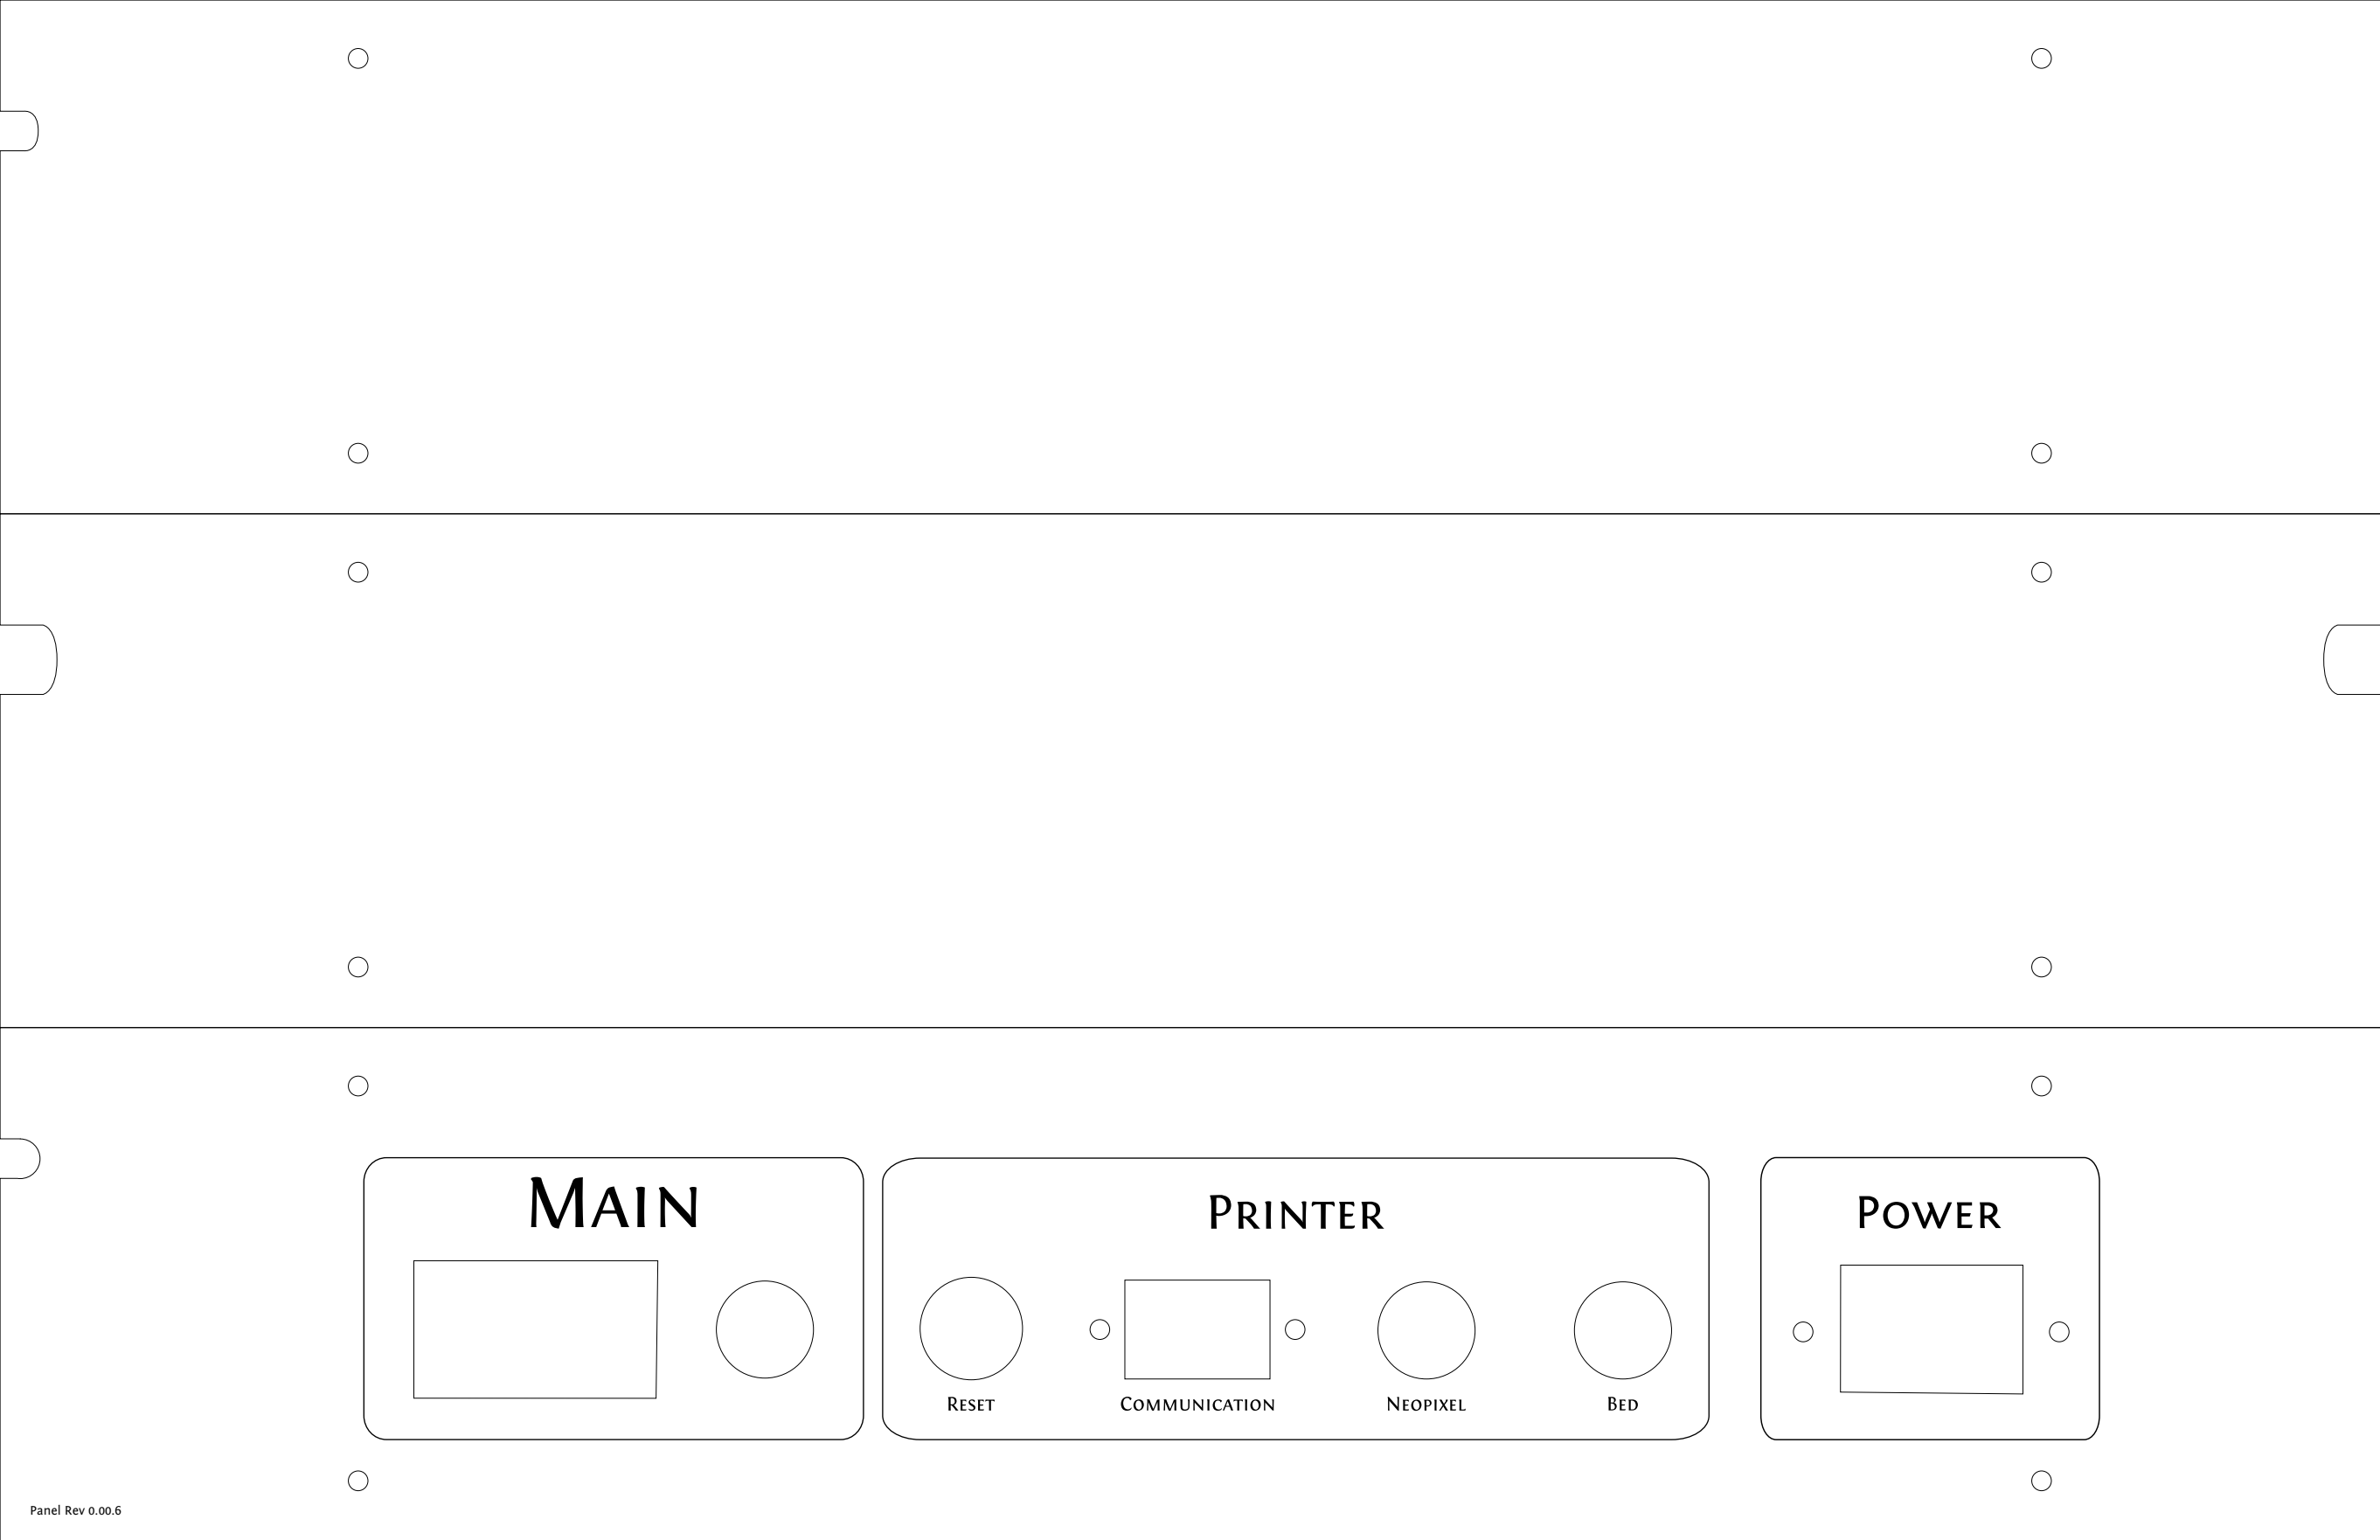 Main
Printer
Power
Reset
Communication
Neopixel
Bed
Panel Rev 0.00.6